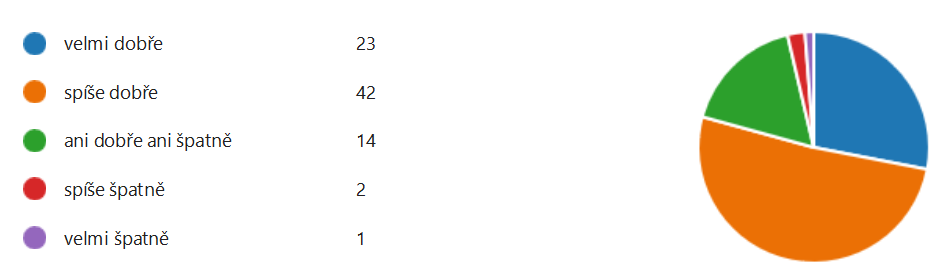 velmi dobře 23
spíše dobře 42
ani dobře ani špatně 14
spíše špatně 2
velmi špatně 1